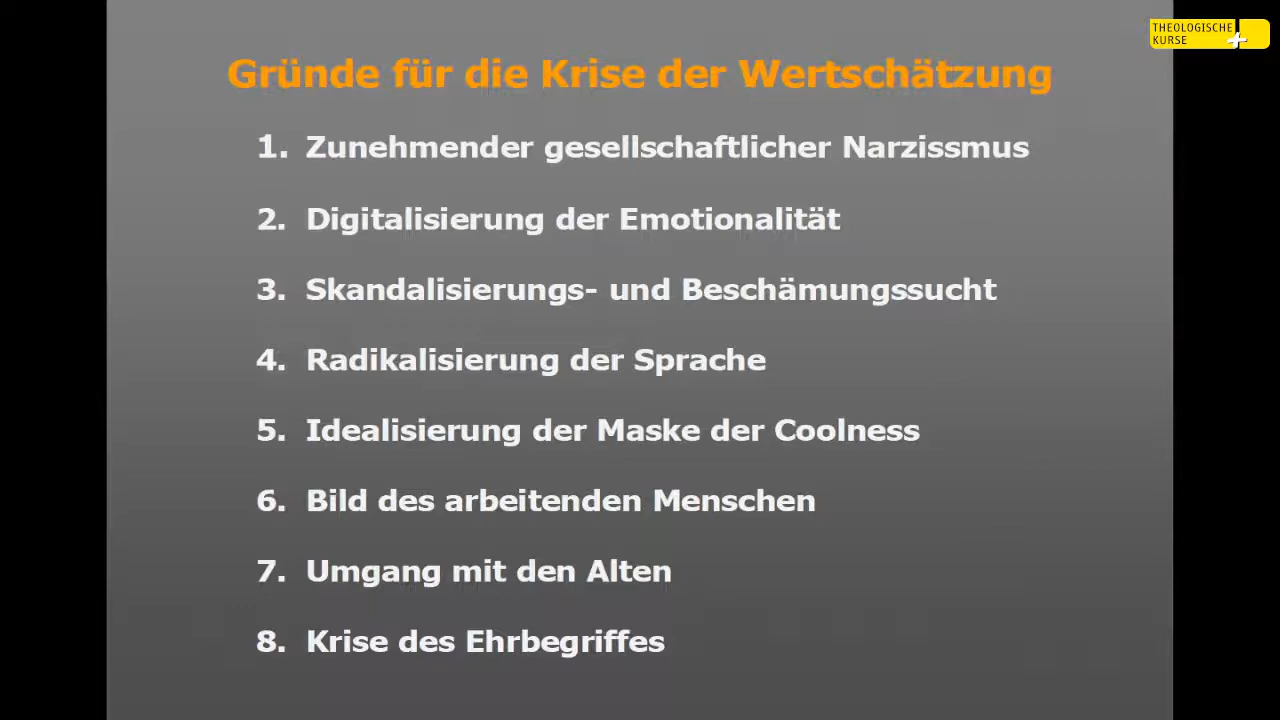 THEOLOGISCHE
KURSE
Gründe für die Krise der Wertschätzung
1. Zunehmender gesellschaftlicher Narzissmus
2. Digitalisierung der Emotionalität
3. Skandalisierungs- und Beschämungssucht
4. Radikalisierung der Sprache
5. Idealisierung der Maske der Coolness
6. Bild des arbeitenden Menschen
7. Umgang mit den Alten
8. Krise des Ehrbegriffes